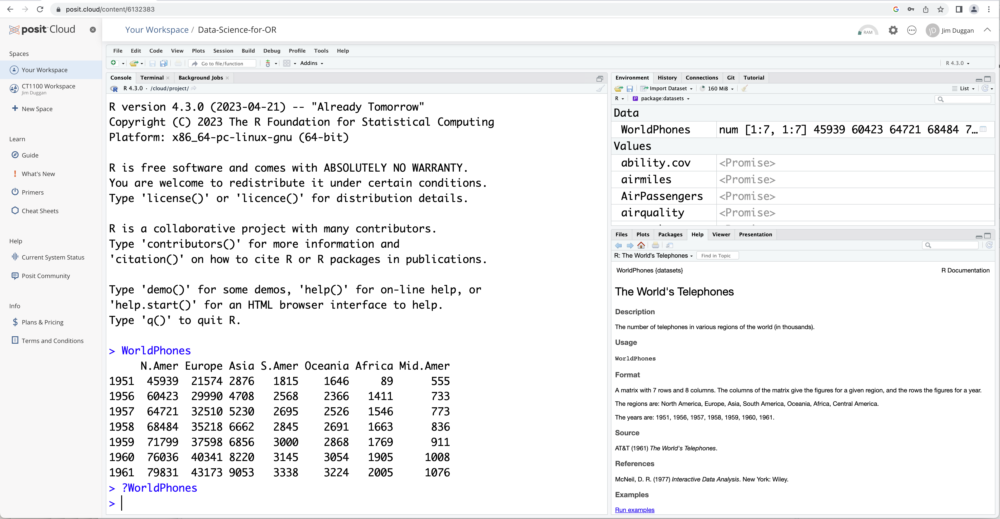 posit.cloud/content/6132383
posit Cloud
Your Workspace / Data-Science-for-OR
RAM
JD Jim Duggan
Spaces
Your Workspace
CT1100 Workspace
Jim Duggan
New Space
Learn
Guide
What's New
Primers
Cheat Sheets
Help
Current System Status
Posit Community
Info
Plans & Pricing
Terms and Conditions
File Edit Code View Plots Session Build Debug Profile Tools Help
Go to file/function Addins R 4.3.0
Console Terminal Background Jobs
R 4.3.0 · /cloud/project/
R version 4.3.0 (2023-04-21) -- "Already Tomorrow"
Copyright (C) 2023 The R Foundation for Statistical Computing
Platform: x86_64-pc-linux-gnu (64-bit)
R is free software and comes with ABSOLUTELY NO WARRANTY.
You are welcome to redistribute it under certain conditions.
Type 'license()' or 'licence()' for distribution details.
R is a collaborative project with many contributors.
Type 'contributors()' for more information and
'citation()' on how to cite R or R packages in publications.
Type 'demo()' for some demos, 'help()' for on-line help, or
'help.start()' for an HTML browser interface to help.
Type 'q()' to quit R.
> WorldPhones
N.Amer Europe Asia S.Amer Oceania Africa Mid.Amer
1951 45939 21574 2876 1815 1646 89 555
1956 60423 29990 4708 2568 2366 1411 733
1957 64721 32510 5230 2695 2526 1546 773
1958 68484 35218 6662 2845 2691 1663 836
1959 71799 37598 6856 3000 2868 1769 911
1960 76036 40341 8220 3145 3054 1905 1008
1961 79831 43173 9053 3338 3224 2005 1076
> ?WorldPhones
>
Environment History Connections Git Tutorial
Import Dataset 160 MiB List
R package:datasets
Data
WorldPhones num [1:7, 1:7] 45939 60423 64721 68484 7…
Values
ability.cov <Promise>
airmiles <Promise>
AirPassengers <Promise>
airquality <Promise>
Files Plots Packages Help Viewer Presentation
R: The World's Telephones Find in Topic
WorldPhones {datasets} R Documentation
The World's Telephones
Description
The number of telephones in various regions of the world (in thousands).
Usage
WorldPhones
Format
A matrix with 7 rows and 8 columns. The columns of the matrix give the figures for a given region, and the rows the figures for a year.
The regions are: North America, Europe, Asia, South America, Oceania, Africa, Central America.
The years are: 1951, 1956, 1957, 1958, 1959, 1960, 1961.
Source
AT&T (1961) The World's Telephones.
References
McNeil, D. R. (1977) Interactive Data Analysis. New York: Wiley.
Examples
Run examples